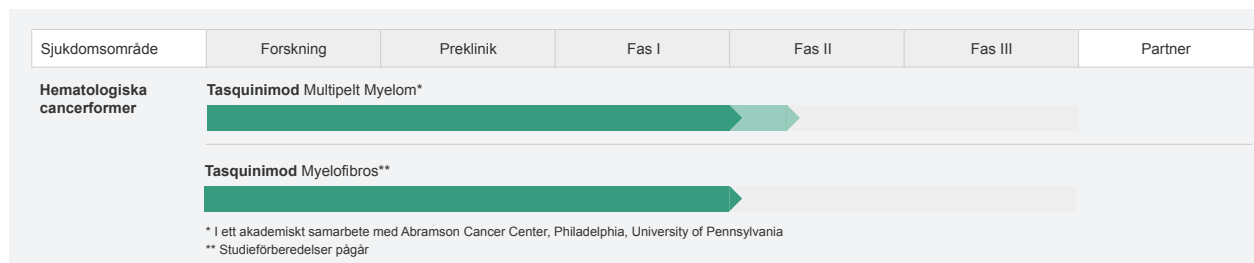 Sjukdomsområde Forskning Preklinik Fas I Fas II Fas III Partner
Hematologiska
cancerformer
Tasquinimod Multipelt Myelom*
Tasquinimod Myelofibros**
* I ett akademiskt samarbete med Abramson Cancer Center, Philadelphia, University of Pennsylvania
** Studieförberedelser pågår